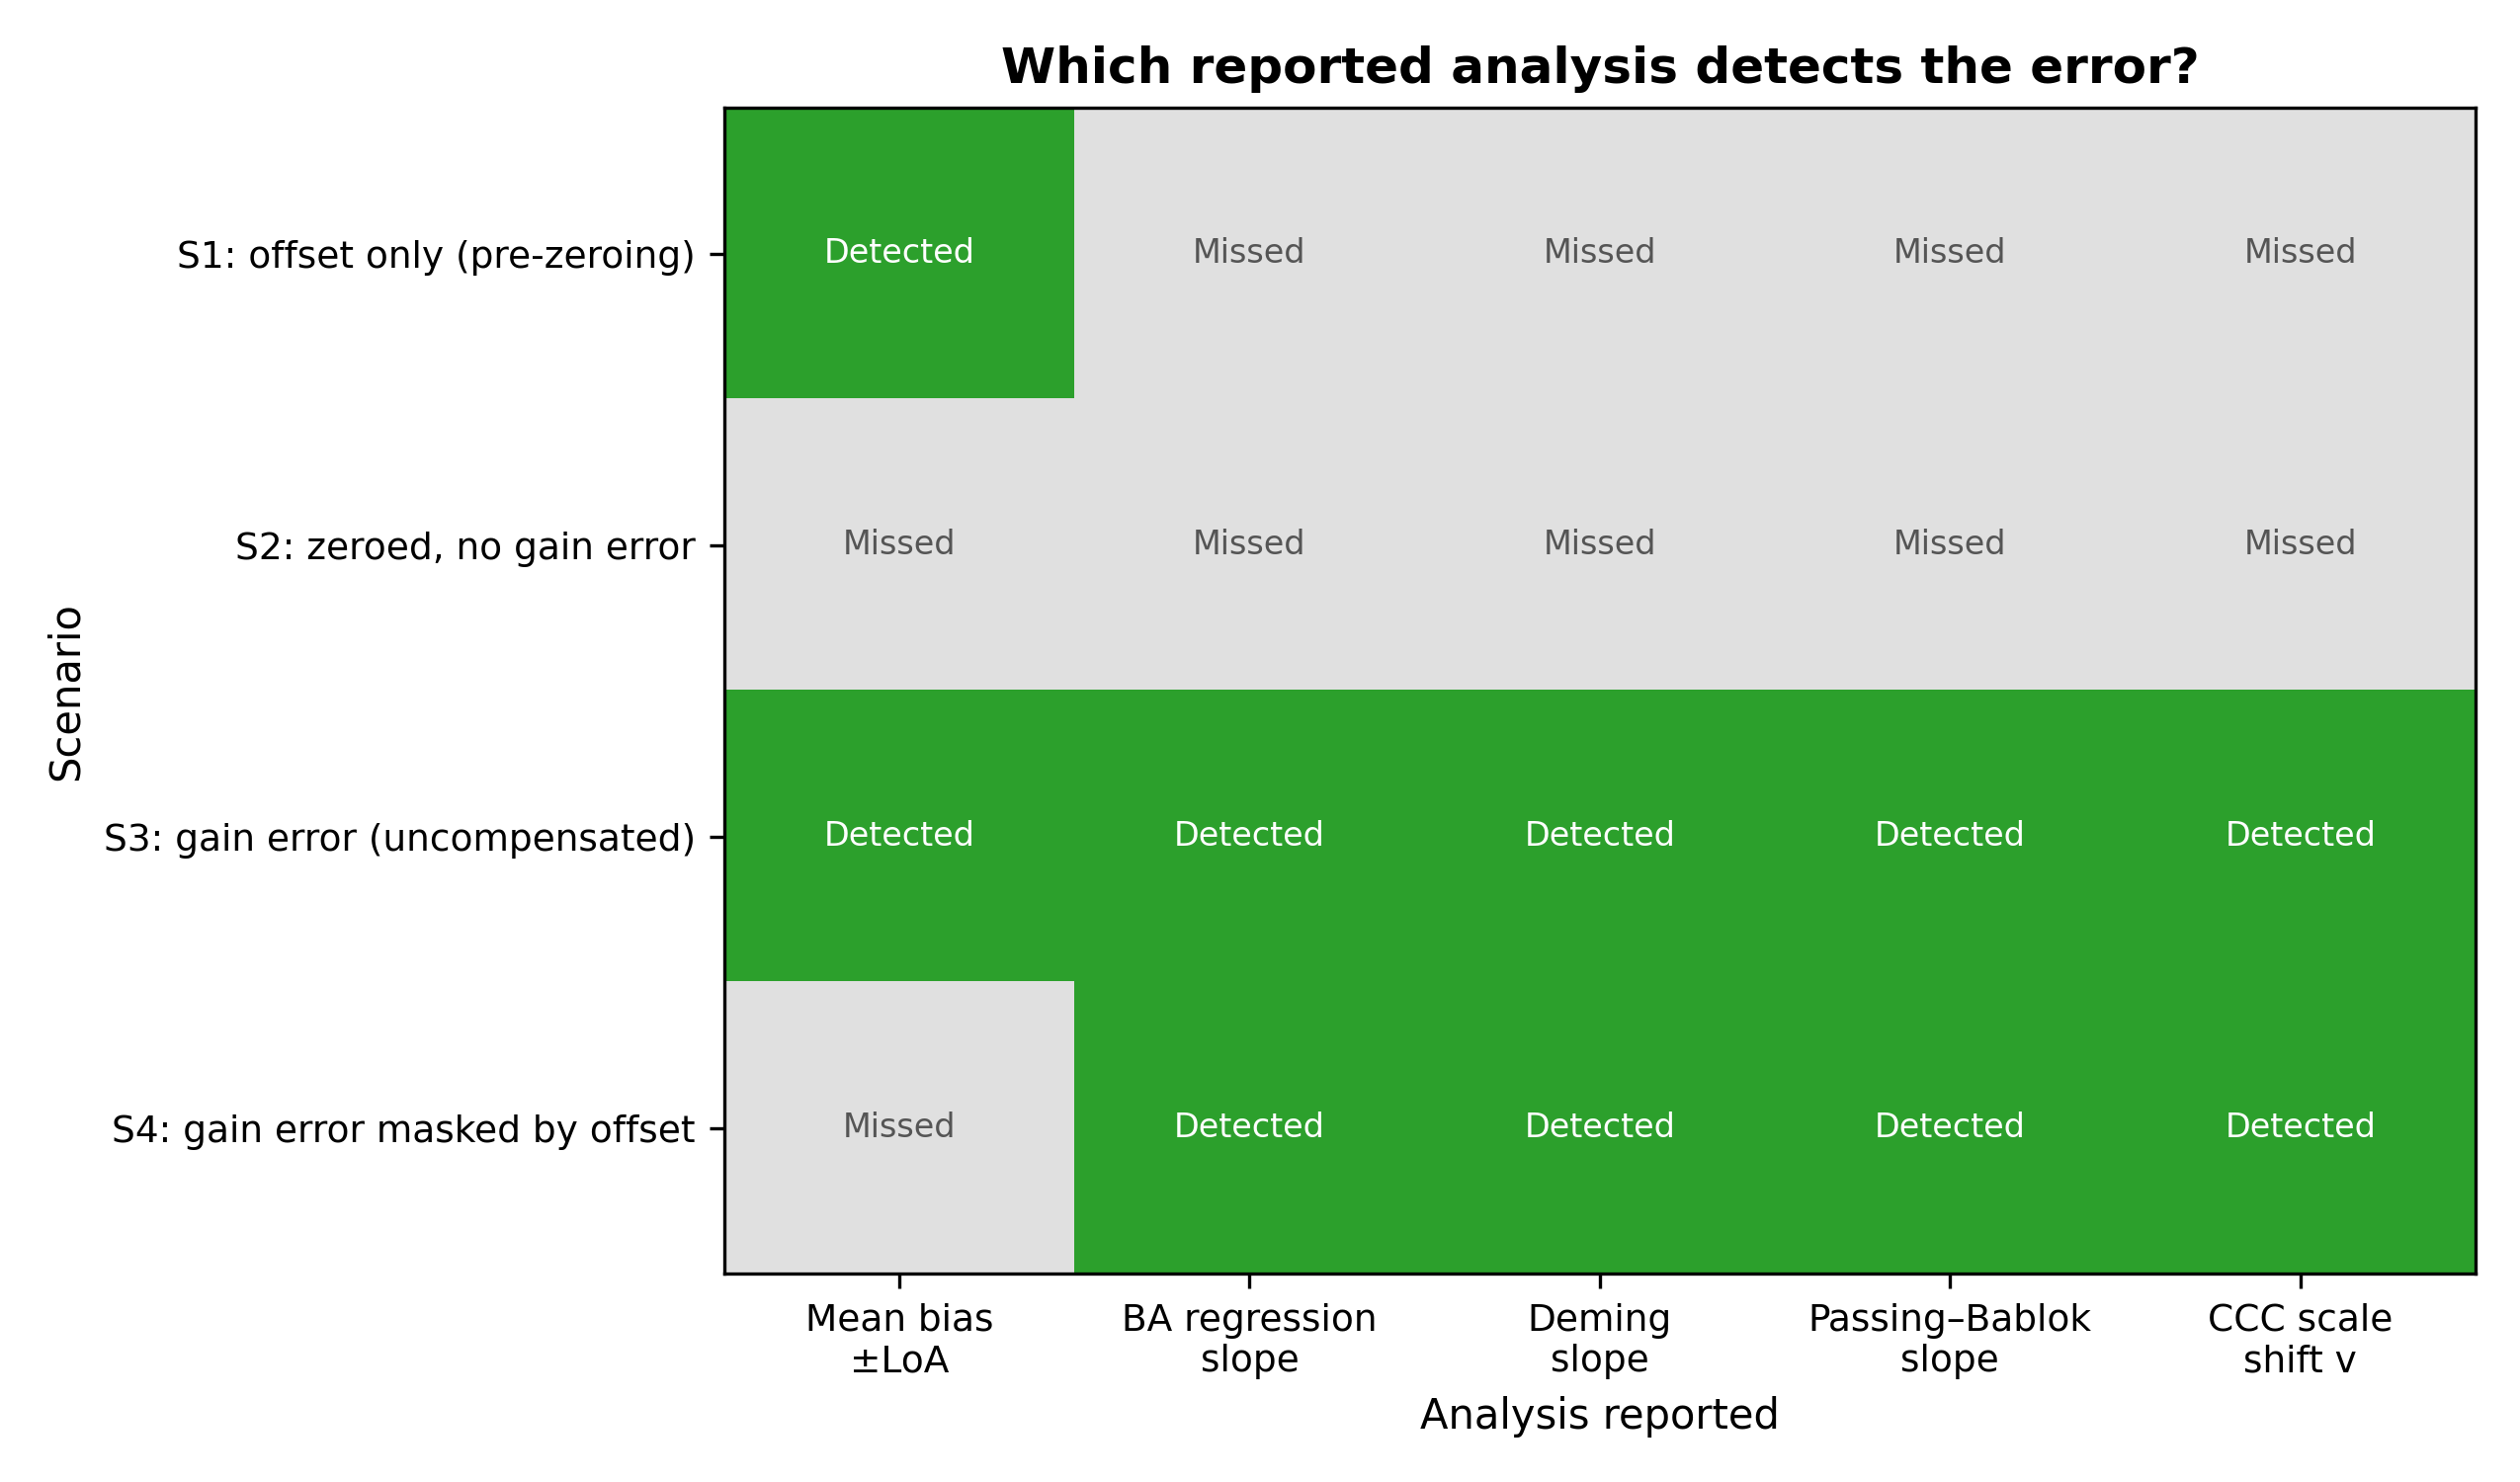 Which reported analysis detects the error?
S1: offset only (pre-zeroing)
Detected
Missed
Missed
Missed
Missed
S2: zeroed, no gain error
Missed
Missed
Missed
Missed
Missed
Scenario
S3: gain error (uncompensated)
Detected
Detected
Detected
Detected
Detected
S4: gain error masked by offset
Missed
Detected
Detected
Detected
Detected
Mean bias
±LoA
BA regression
slope
Deming
slope
Passing–Bablok
slope
CCC scale
shift v
Analysis reported